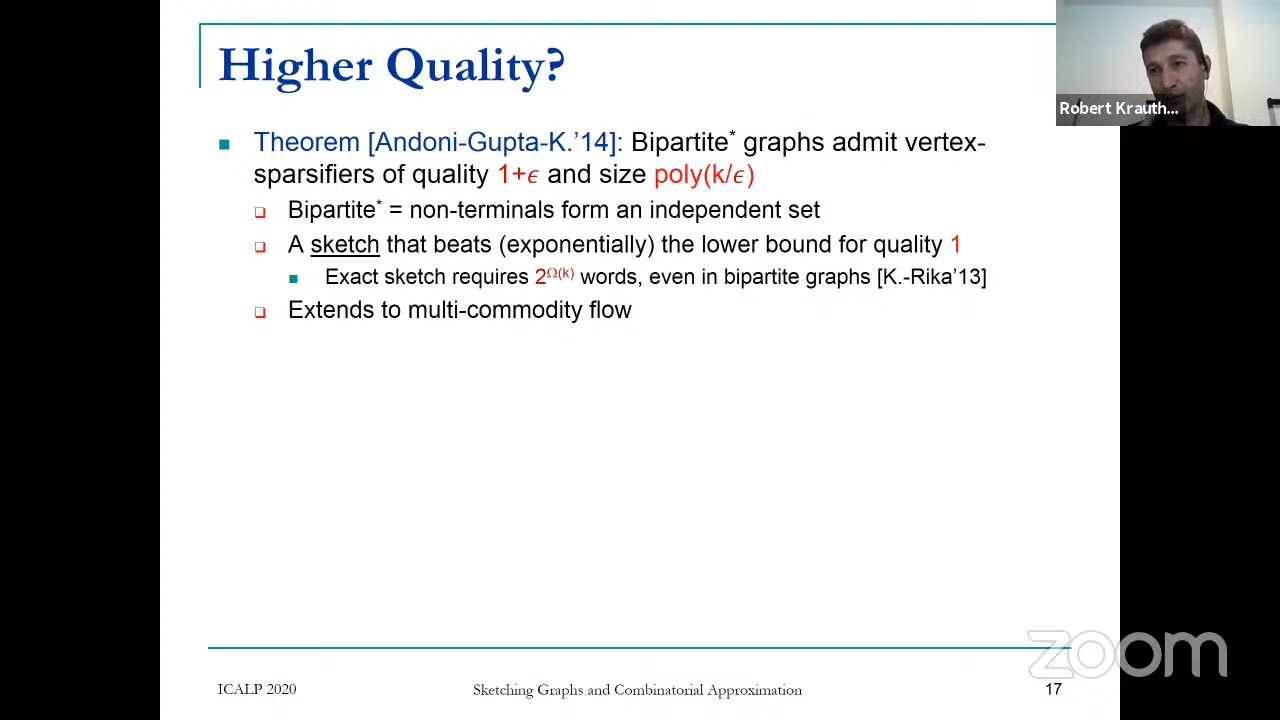 Higher Quality?
Robert Krauth...
Theorem [Andoni-Gupta-K.’14]: Bipartite* graphs admit vertex-
sparsifiers of quality 1+ϵ and size poly(k/ϵ)
Bipartite* = non-terminals form an independent set
A sketch that beats (exponentially) the lower bound for quality 1
Exact sketch requires 2^Ω(k) words, even in bipartite graphs [K.-Rika’13]
Extends to multi-commodity flow
zoom
ICALP 2020
Sketching Graphs and Combinatorial Approximation
17